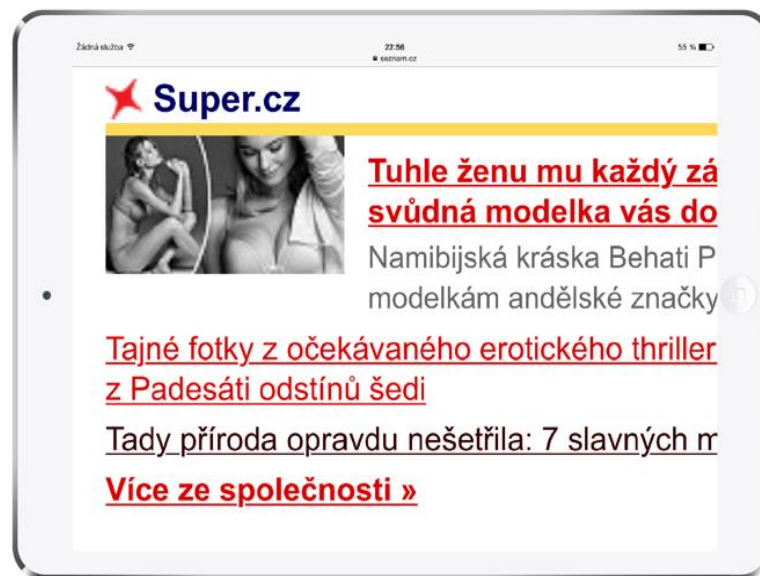 Žádná služba
22:56
55 %
seznam.cz
Super.cz
Tuhle ženu mu každý zá
svůdná modelka vás do
Namibijská kráska Behati P
modelkám andělské značky
Tajné fotky z očekávaného erotického thriller
z Padesáti odstínů šedi
Tady příroda opravdu nešetřila: 7 slavných m
Více ze společnosti »